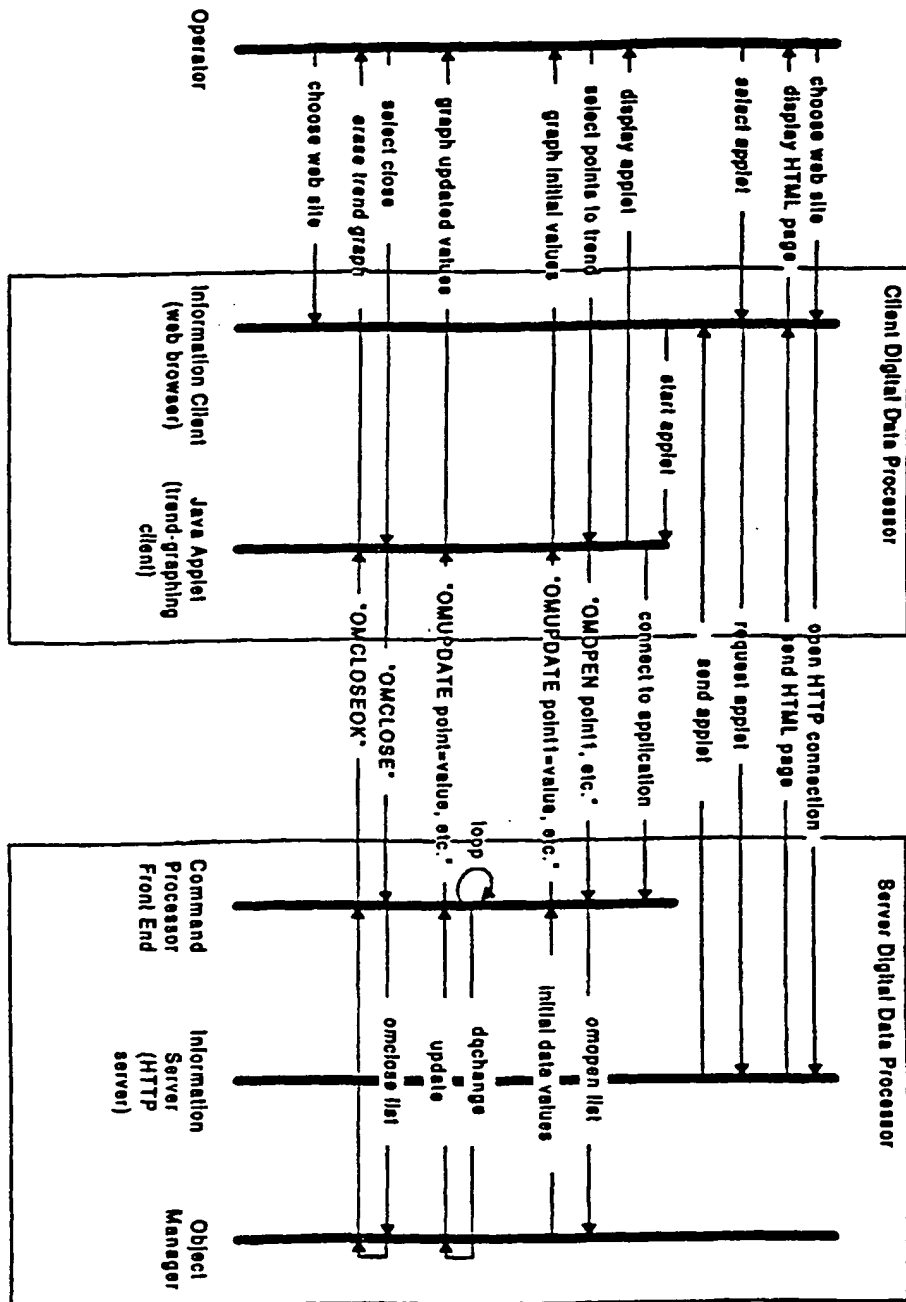 Client Digital Data Processor
Server Digital Data Processor
choose web site
open HTTP connection
display HTML page
send HTML page
select applet
request applet
send applet
start applet
connect to application
display applet
select points to trend
"OMOPEN point1, etc."
omopen list
graph initial values
"OMUPDATE point1=value, etc."
initial data values
loop
dqchange
graph updated values
"OMUPDATE point=value, etc."
update
select close
"OMCLOSE"
omclose list
erase trend graph
"OMCLOSEOK"
choose web site
Operator
Information Client
(web browser)
Java Applet
(trend-graphing
client)
Command
Processor
Front End
Information
Server
(HTTP
server)
Object
Manager